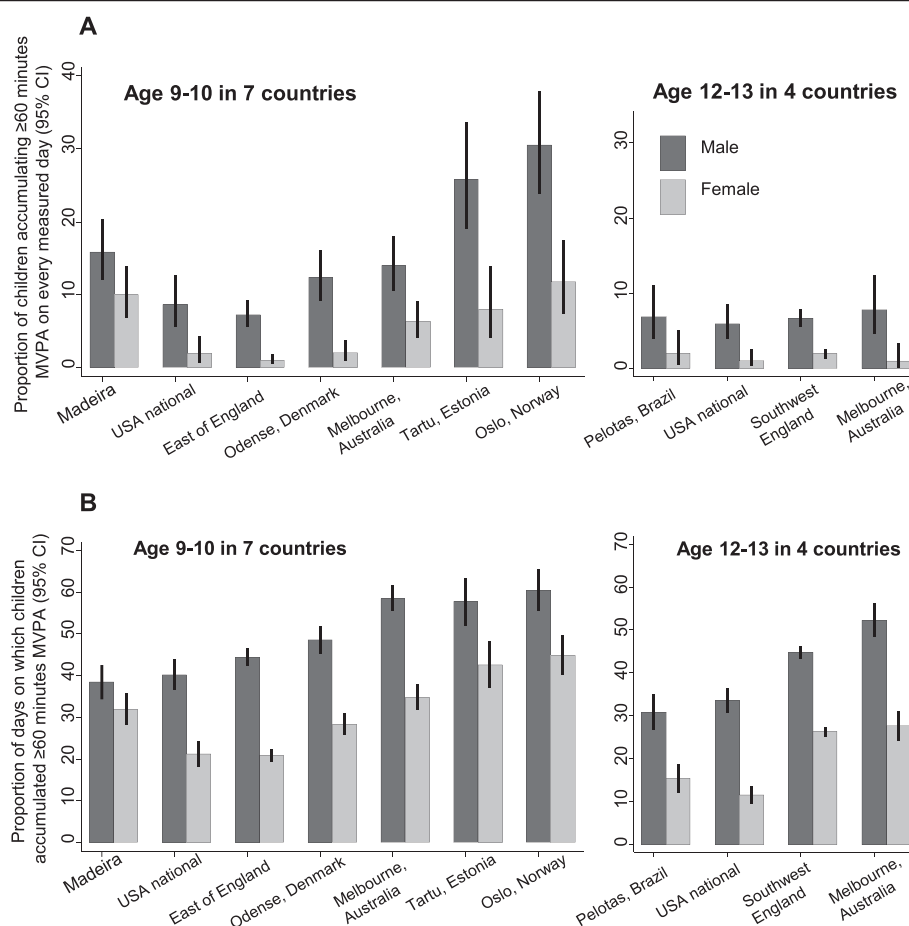 A
Proportion of children accumulating ≥60 minutes
MVPA on every measured day (95% CI)
40
30
20
10
0
Age 9-10 in 7 countries
Madeira
USA national
East of England
Odense, Denmark
Melbourne,
Australia
Tartu, Estonia
Oslo, Norway
Age 12-13 in 4 countries
30
20
10
0
Male
Female
Pelotas, Brazil
USA national
Southwest
England
Melbourne,
Australia
B
Proportion of days on which children
accumulated ≥60 minutes MVPA (95% CI)
70
60
50
40
30
20
10
0
Age 9-10 in 7 countries
Madeira
USA national
East of England
Odense, Denmark
Melbourne,
Australia
Tartu, Estonia
Oslo, Norway
Age 12-13 in 4 countries
70
60
50
40
30
20
10
0
Pelotas, Brazil
USA national
Southwest
England
Melbourne,
Australia